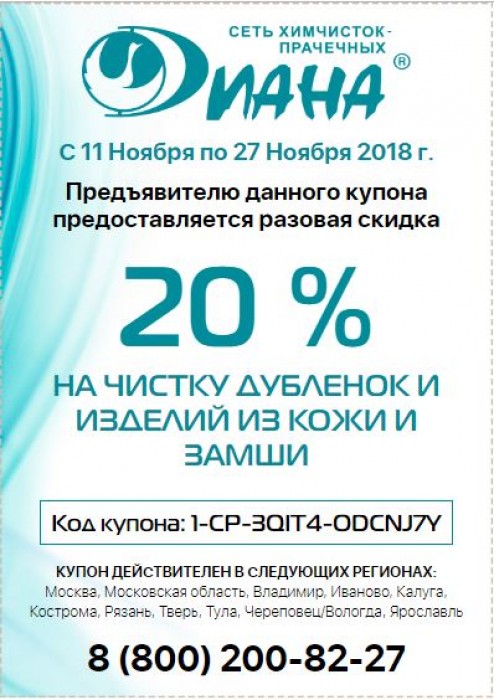 СЕТЬ ХИМЧИСТОК-
ПРАЧЕЧНЫХ
ДИАНА®
С 11 Ноября по 27 Ноября 2018 г.
Предъявителю данного купона
предоставляется разовая скидка
20 %
НА ЧИСТКУ ДУБЛЕНОК И
ИЗДЕЛИЙ ИЗ КОЖИ И
ЗАМШИ
Код купона: 1-CP-3QIT4-ODCNJ7Y
КУПОН ДЕЙСТВИТЕЛЕН В СЛЕДУЮЩИХ РЕГИОНАХ:
Москва, Московская область, Владимир, Иваново, Калуга,
Кострома, Рязань, Тверь, Тула, Череповец/Вологда, Ярославль
8 (800) 200-82-27